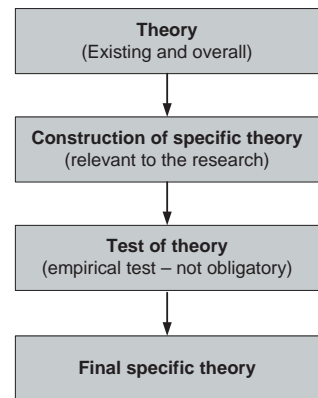 Theory
(Existing and overall)
Construction of specific theory
(relevant to the research)
Test of theory
(empirical test – not obligatory)
Final specific theory